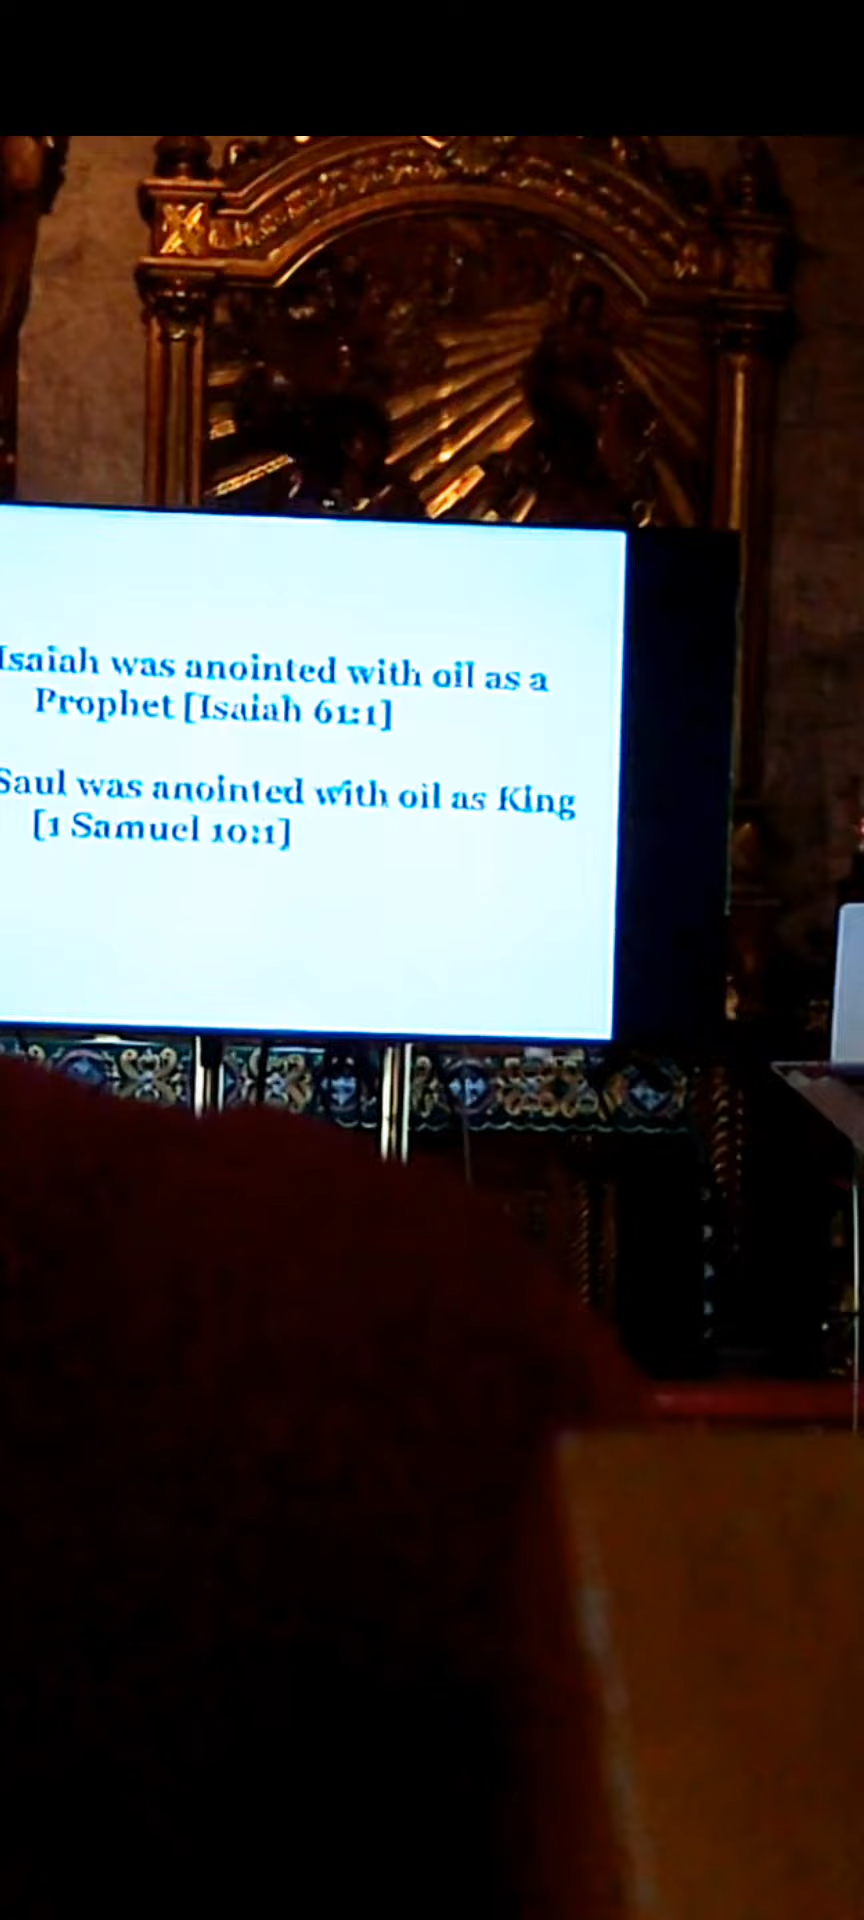 Isaiah was anointed with oil as a
Prophet [Isaiah 61:1]
Saul was anointed with oil as King
[1 Samuel 10:1]